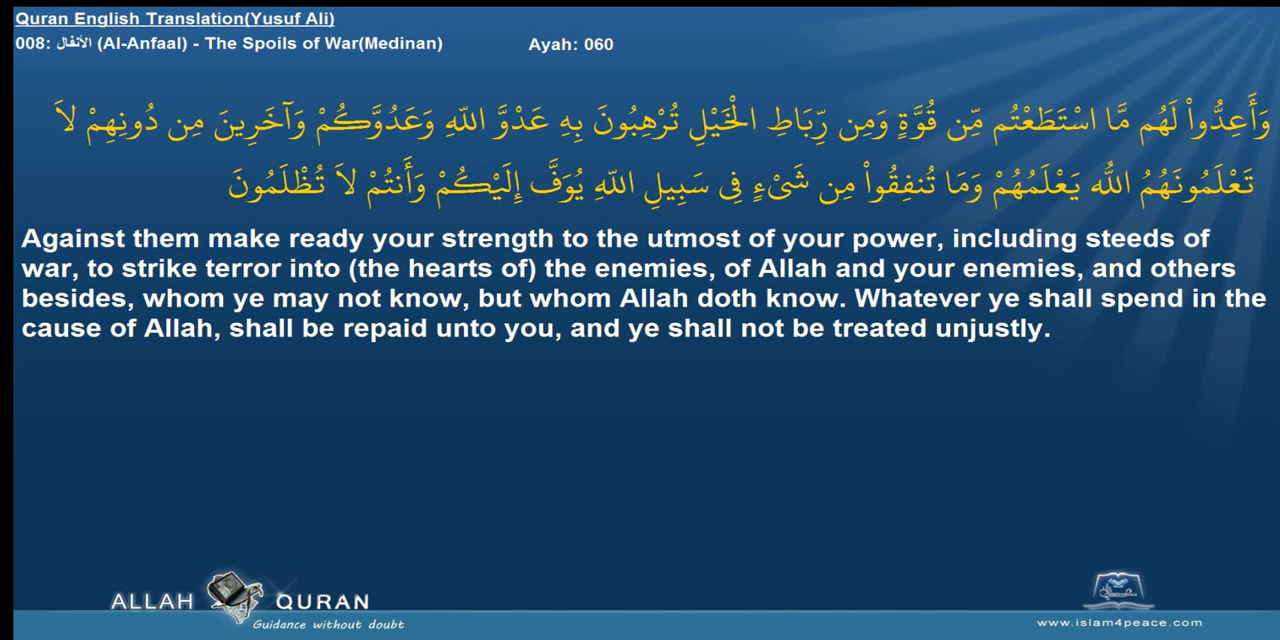 Quran English Translation(Yusuf Ali)
008: الأنفال (Al-Anfaal) - The Spoils of War(Medinan) Ayah: 060
وَأَعِدُّواْ لَهُم مَّا اسْتَطَعْتُم مِّن قُوَّةٍ وَمِن رِّبَاطِ الْخَيْلِ تُرْهِبُونَ بِهِ عَدْوَّ اللّهِ وَعَدُوَّكُمْ وَآخَرِينَ مِن دُونِهِمْ لاَ
تَعْلَمُونَهُمُ اللّهُ يَعْلَمُهُمْ وَمَا تُنفِقُواْ مِن شَىْءٍ فِى سَبِيلِ اللّهِ يُوَفَّ إِلَيْكُمْ وَأَنتُمْ لاَ تُظْلَمُونَ
Against them make ready your strength to the utmost of your power, including steeds of
war, to strike terror into (the hearts of) the enemies, of Allah and your enemies, and others
besides, whom ye may not know, but whom Allah doth know. Whatever ye shall spend in the
cause of Allah, shall be repaid unto you, and ye shall not be treated unjustly.
ALLAH QURAN
Guidance without doubt
www.islam4peace.com